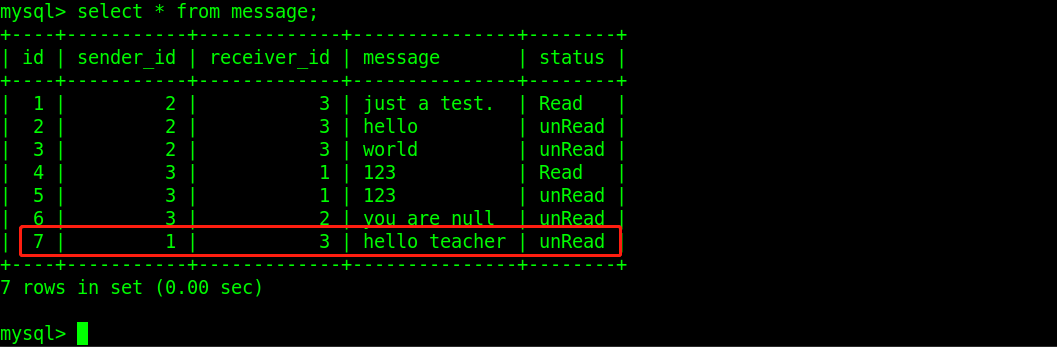 mysql> select * from message;
+----+-----------+-------------+---------------+--------+
| id | sender_id | receiver_id | message       | status |
+----+-----------+-------------+---------------+--------+
|  1 |         2 |           3 | just a test.  | Read   |
|  2 |         2 |           3 | hello         | unRead |
|  3 |         2 |           3 | world         | unRead |
|  4 |         3 |           1 | 123           | Read   |
|  5 |         3 |           1 | 123           | unRead |
|  6 |         3 |           2 | you are null  | unRead |
|  7 |         1 |           3 | hello teacher | unRead |
+----+-----------+-------------+---------------+--------+
7 rows in set (0.00 sec)
mysql>